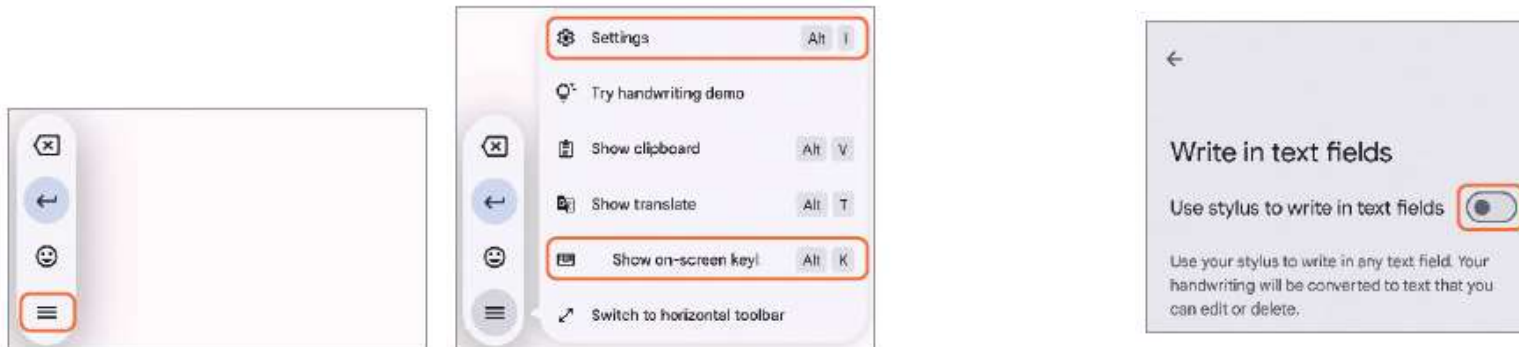 Settings Alt I
Try handwriting demo
Show clipboard Alt V
Show translate Alt T
Show on-screen keyl Alt K
Switch to horizontal toolbar
Write in text fields
Use stylus to write in text fields
Use your stylus to write in any text field. Your
handwriting will be converted to text that you
can edit or delete.